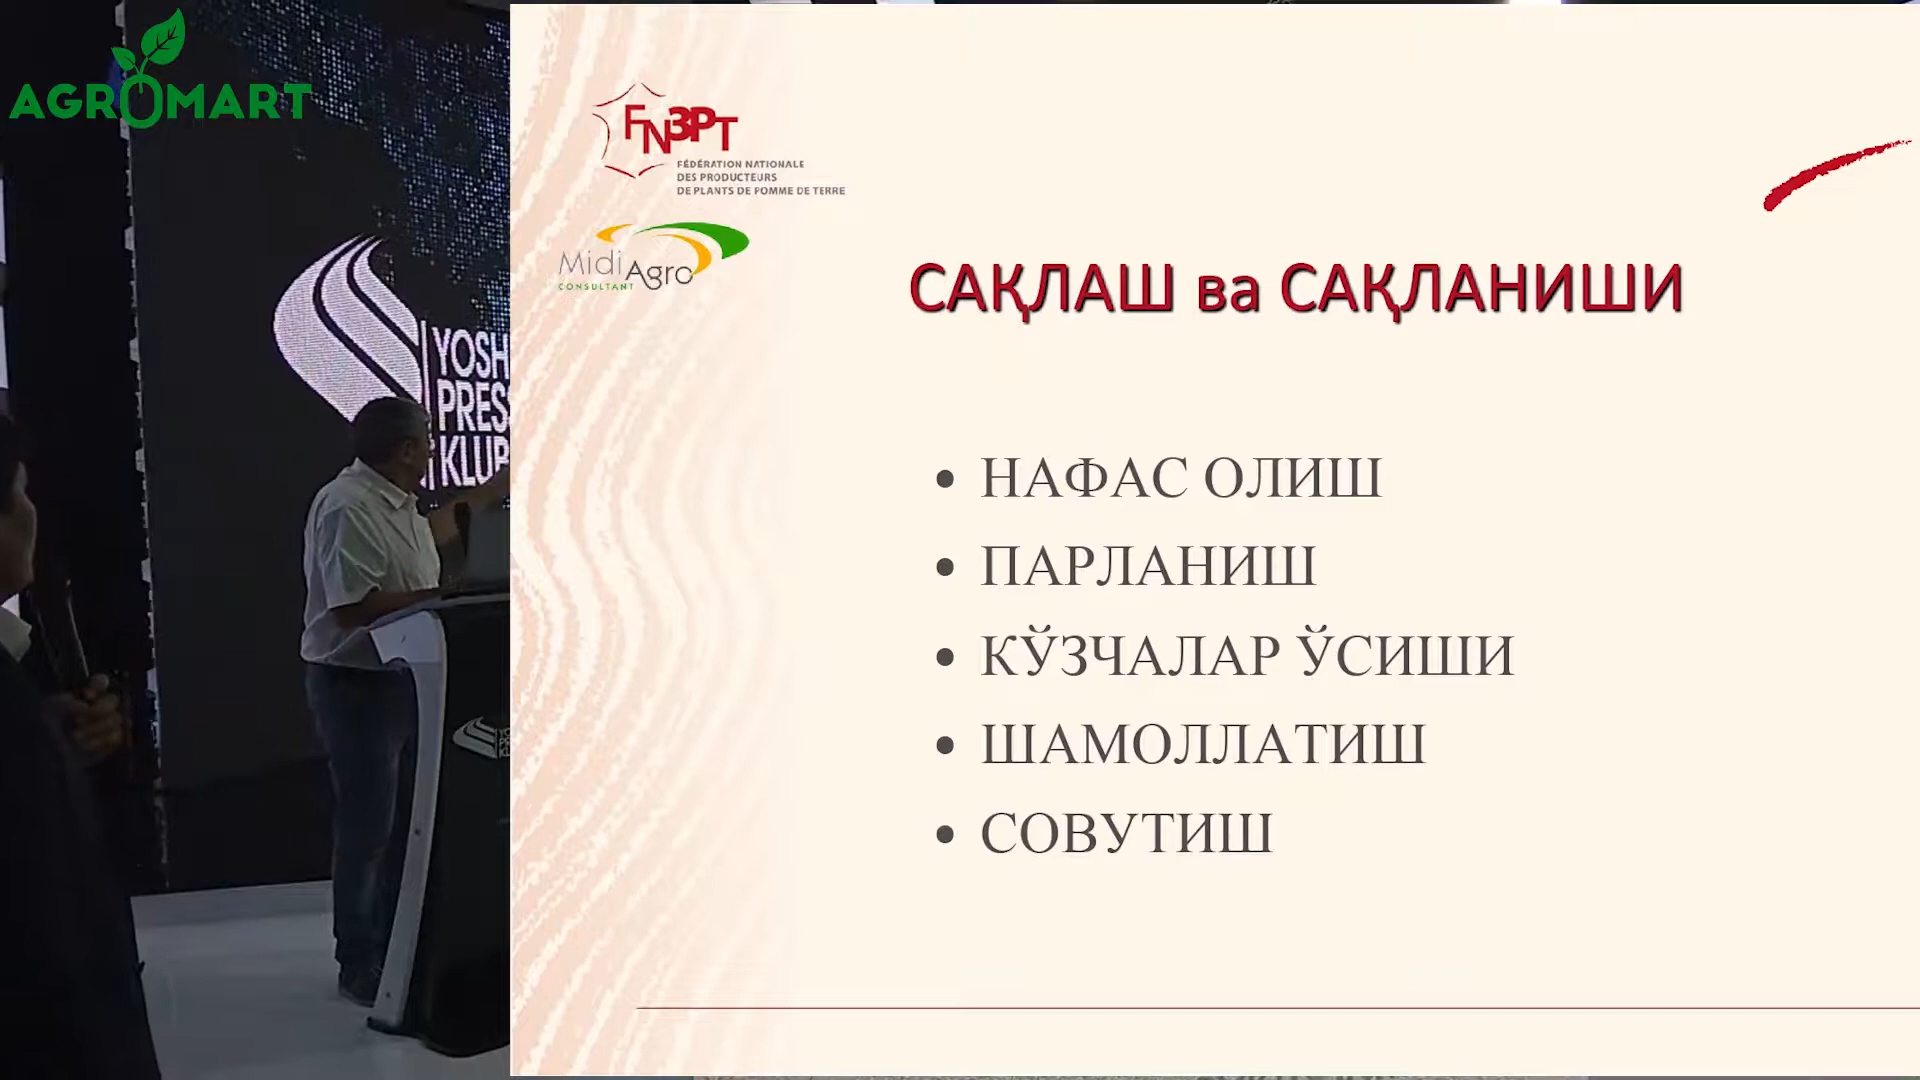 AGROMART
YOSH
PRESS
KLUB
FN3PT
FÉDÉRATION NATIONALE
DES PRODUCTEURS
DE PLANTS DE POMME DE TERRE
MidiAgro
CONSULTANT
САҚЛАШ ва САҚЛАНИШИ
• НАФАС ОЛИШ
• ПАРЛАНИШ
• КЎЗЧАЛАР ЎСИШИ
• ШАМОЛЛАТИШ
• СОВУТИШ